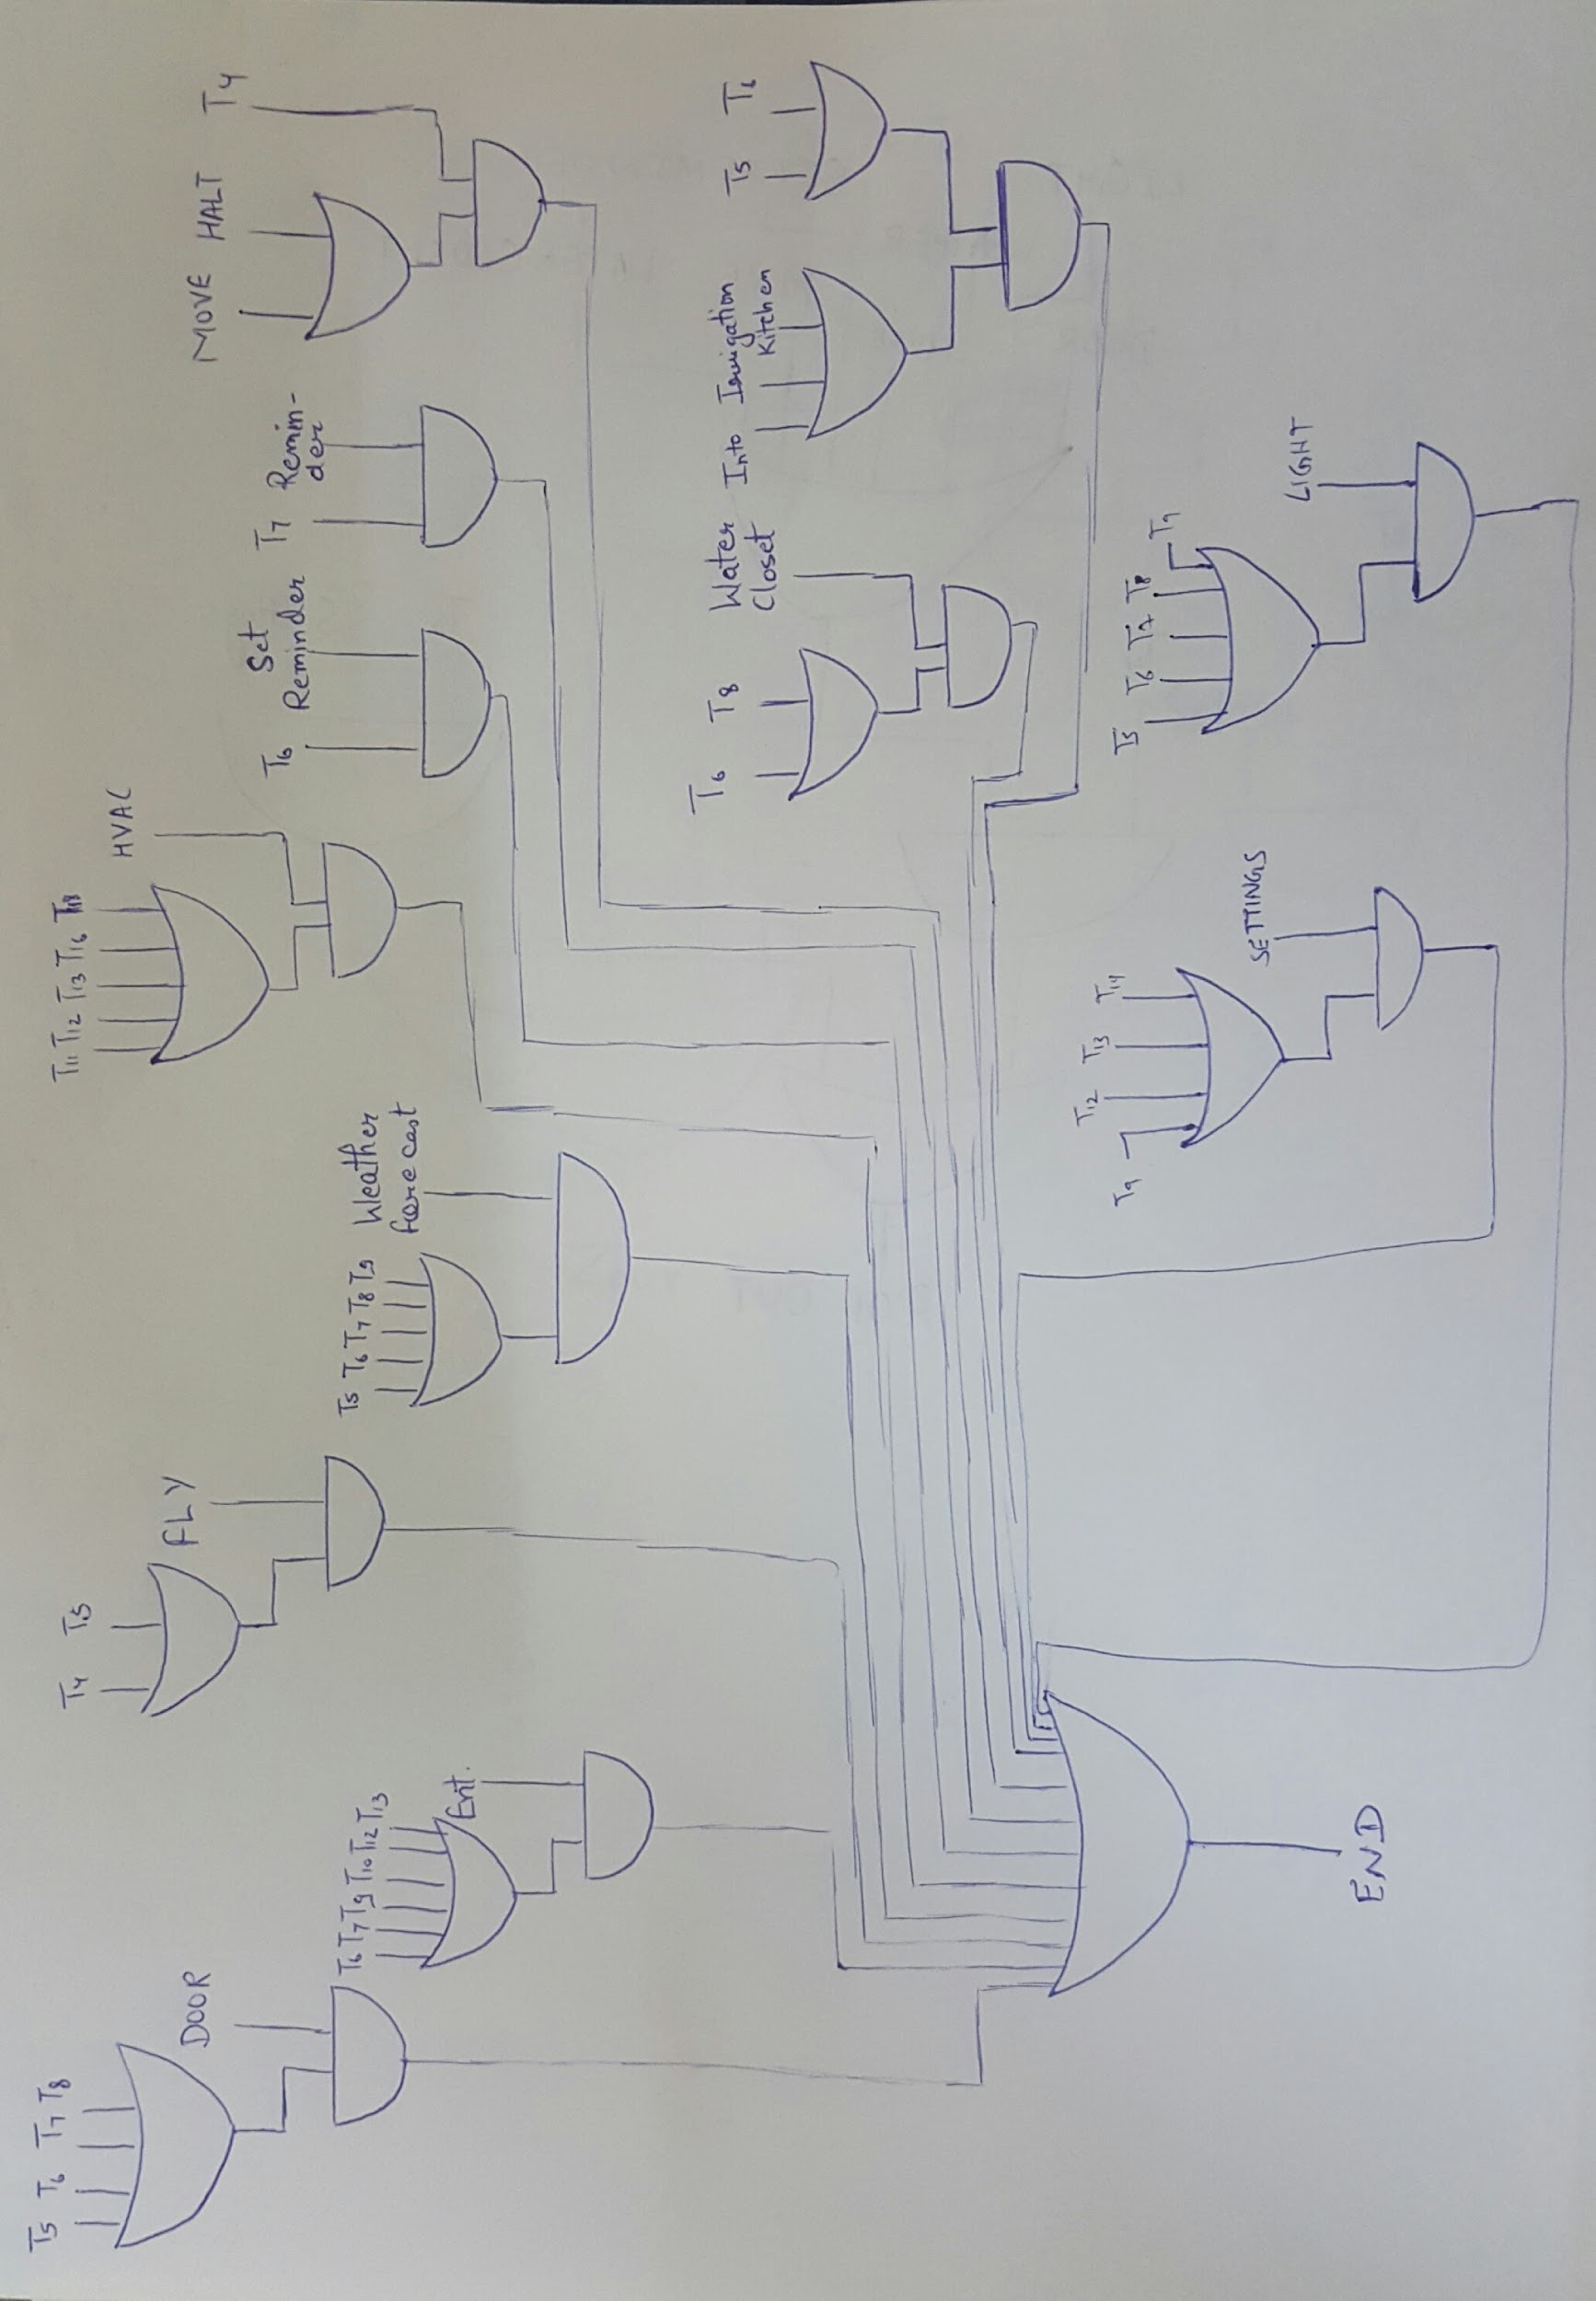 T5 T6 T7 T8
DOOR
T4 T5
FLY
T11 T12 T13 T16
HVAC
T6 T7 T9 T10 T12 T13
Ent.
T5 T6 T7 T8 T9
Weather
forecast
T6
Set
Reminder
T7
Remin-
der
MOVE HALT
T4
T6 T8
Water
Closet
Into
Kitchen
T5 T6
T9 T12 T13 T14
SETTINGS
T5 T6 T7 T8 T9
LIGHT
END